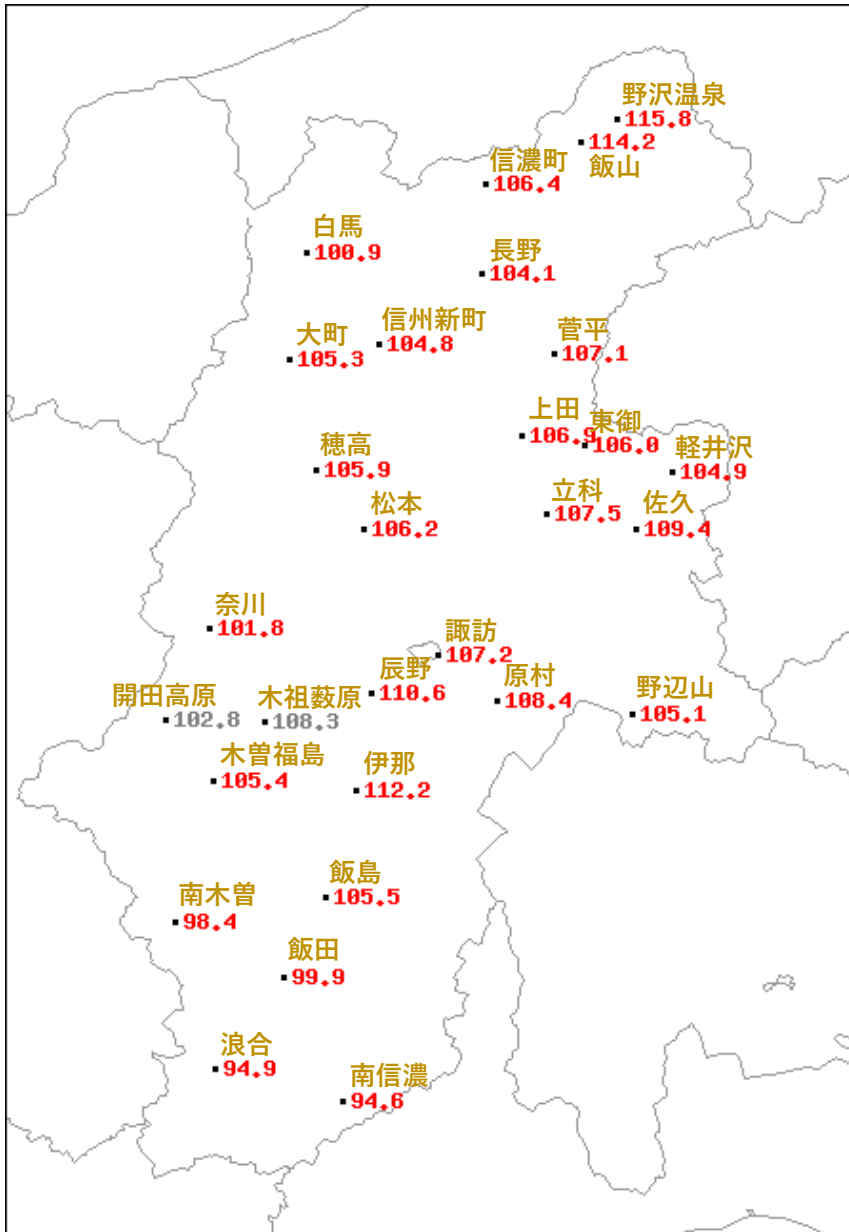 野沢温泉
115.8
114.2
飯山
信濃町
106.4
白馬
100.9
長野
104.1
信州新町
104.8
大町
105.3
菅平
107.1
上田
106.9
東御
106.0
軽井沢
104.9
穂高
105.9
松本
106.2
立科
107.5
佐久
109.4
奈川
101.8
諏訪
107.2
辰野
110.6
原村
108.4
野辺山
105.1
開田高原
102.8
木祖薮原
108.3
木曽福島
105.4
伊那
112.2
飯島
105.5
南木曽
98.4
飯田
99.9
浪合
94.9
南信濃
94.6